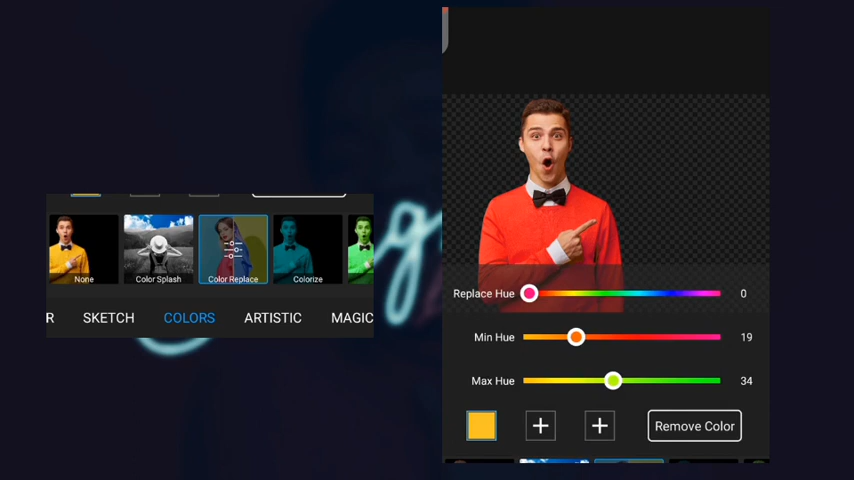 None
Color Splash
Color Replace
Colorize
R
SKETCH
COLORS
ARTISTIC
MAGIC
Replace Hue
0
Min Hue
19
Max Hue
34
+
+
Remove Color